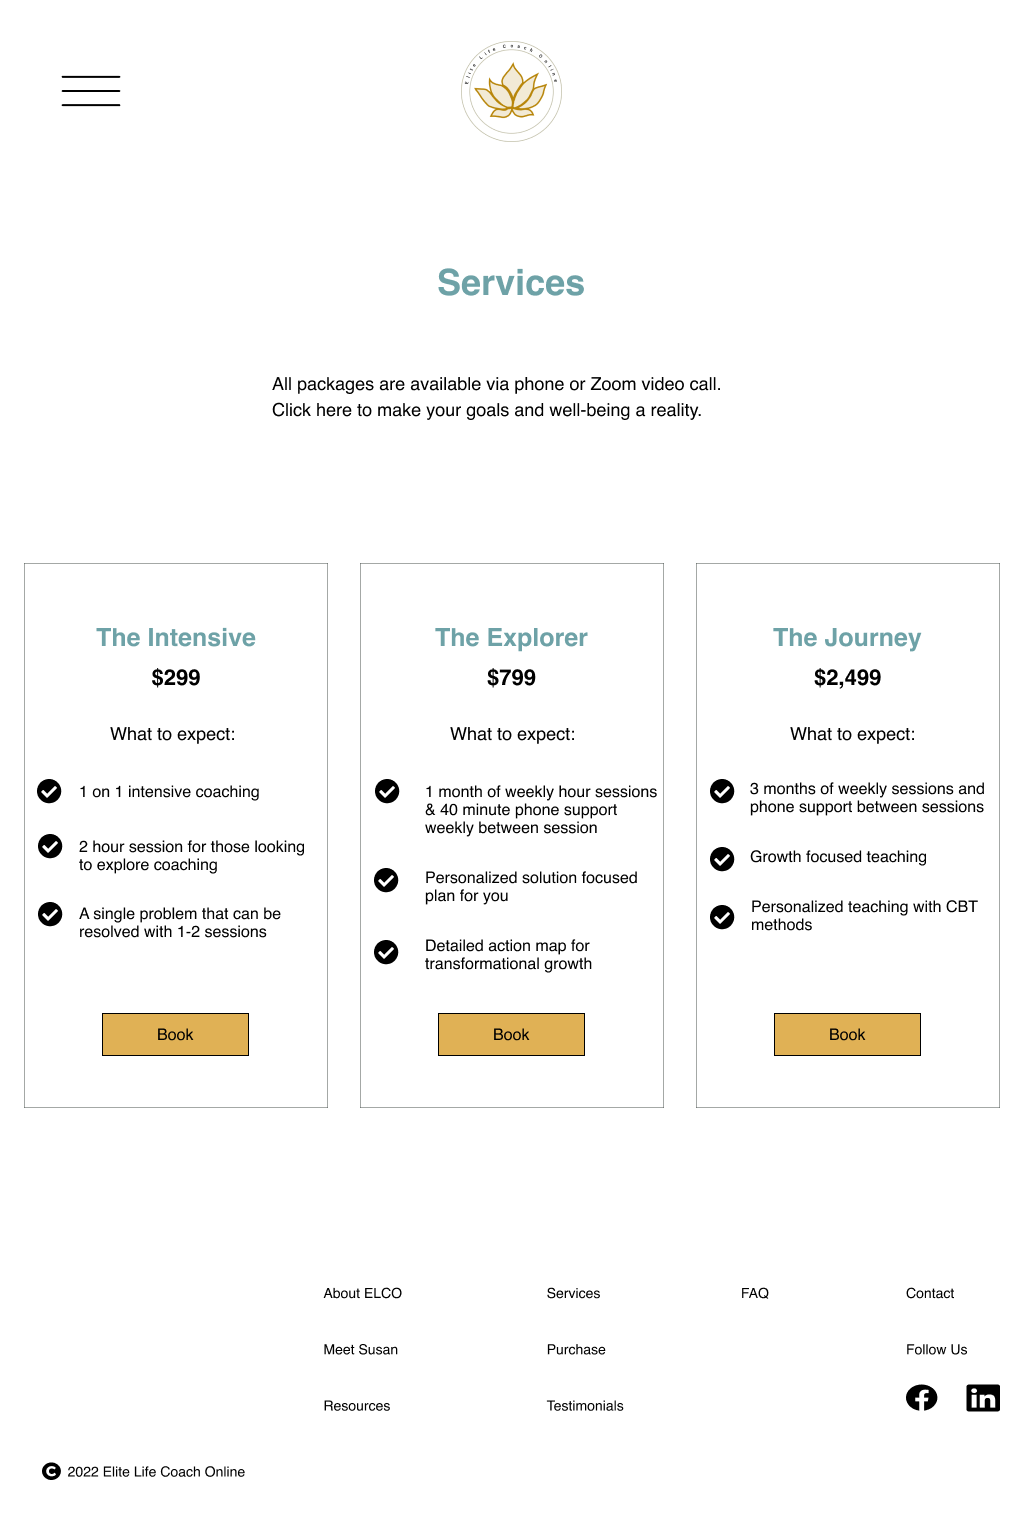 Elite Life Coach Online
Services
All packages are available via phone or Zoom video call.
Click here to make your goals and well-being a reality.
The Intensive
$299
What to expect:
1 on 1 intensive coaching
2 hour session for those looking
to explore coaching
A single problem that can be
resolved with 1-2 sessions
Book
The Explorer
$799
What to expect:
1 month of weekly hour sessions
& 40 minute phone support
weekly between session
Personalized solution focused
plan for you
Detailed action map for
transformational growth
Book
The Journey
$2,499
What to expect:
3 months of weekly sessions and
phone support between sessions
Growth focused teaching
Personalized teaching with CBT
methods
Book
About ELCO
Services
FAQ
Contact
Meet Susan
Purchase
Follow Us
Resources
Testimonials
f
in
C 2022 Elite Life Coach Online